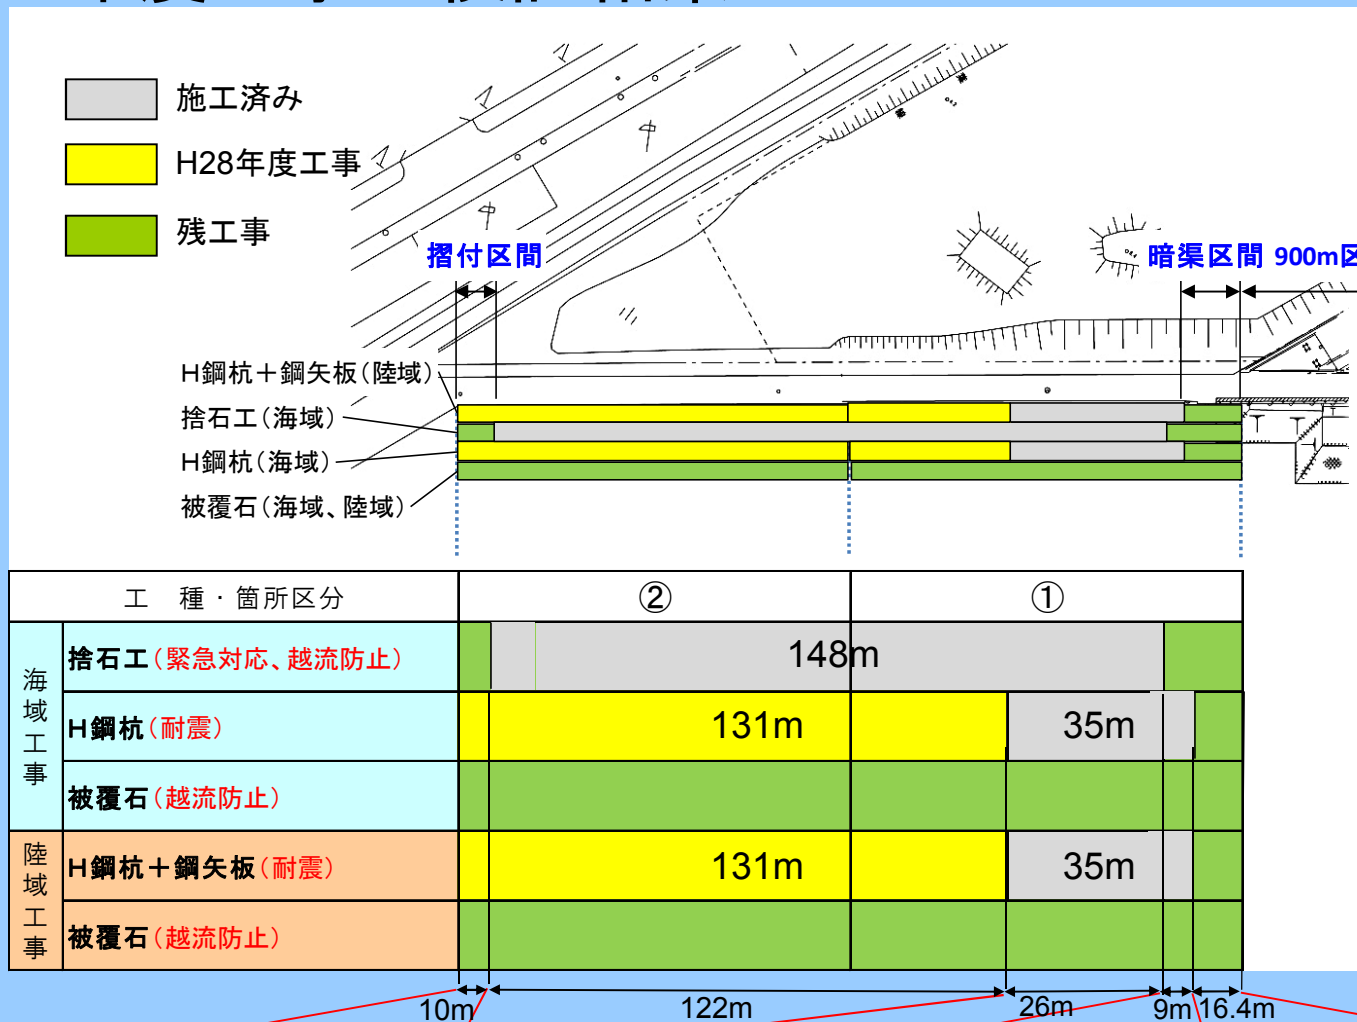 施工済み
H28年度工事
残工事
摺付区間
暗渠区間 900m区
H鋼杭＋鋼矢板（陸域）
捨石工（海域）
H鋼杭（海域）
被覆石（海域、陸域）
工 種・箇所区分 ② ①
海域工事
捨石工（緊急対応、越流防止） 148m
H鋼杭（耐震） 131m 35m
被覆石（越流防止）
陸域工事
H鋼杭＋鋼矢板（耐震） 131m 35m
被覆石（越流防止）
10m 122m 26m 9m 16.4m